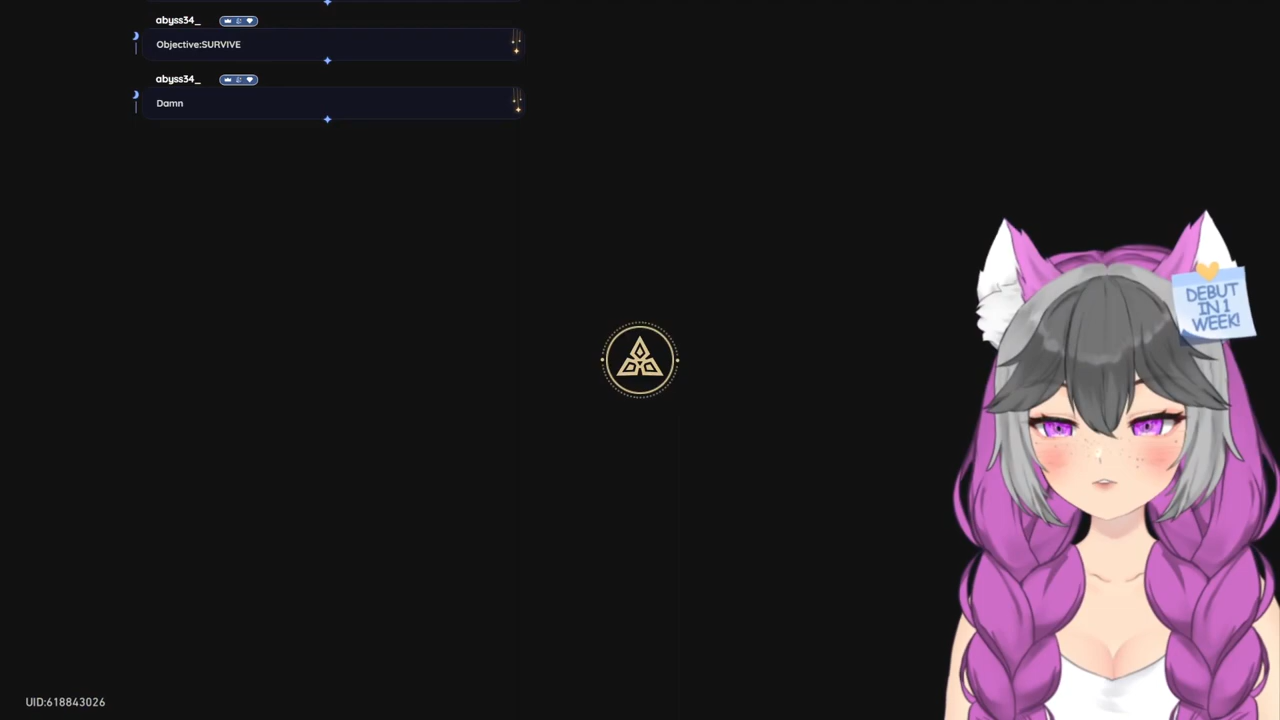 abyss34_
Objective:SURVIVE
abyss34_
Damn
DEBUT
IN 1
WEEK!
UID:618843026